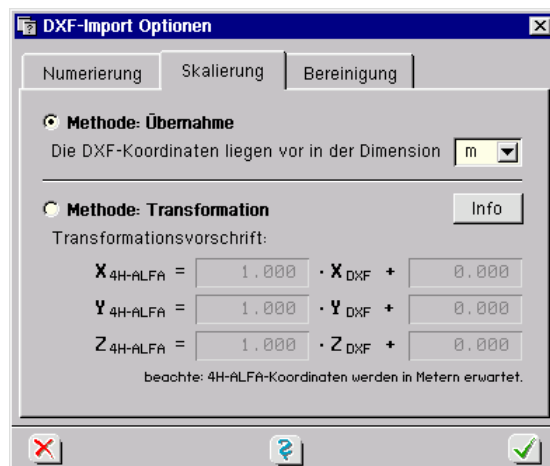 DXF-Import Optionen
Numerierung Skalierung Bereinigung
Methode: Übernahme
Die DXF-Koordinaten liegen vor in der Dimension m
Methode: Transformation Info
Transformationsvorschrift:
X 4H-ALFA = 1.000 · X DXF + 0.000
Y 4H-ALFA = 1.000 · Y DXF + 0.000
Z 4H-ALFA = 1.000 · Z DXF + 0.000
beachte: 4H-ALFA-Koordinaten werden in Metern erwartet.